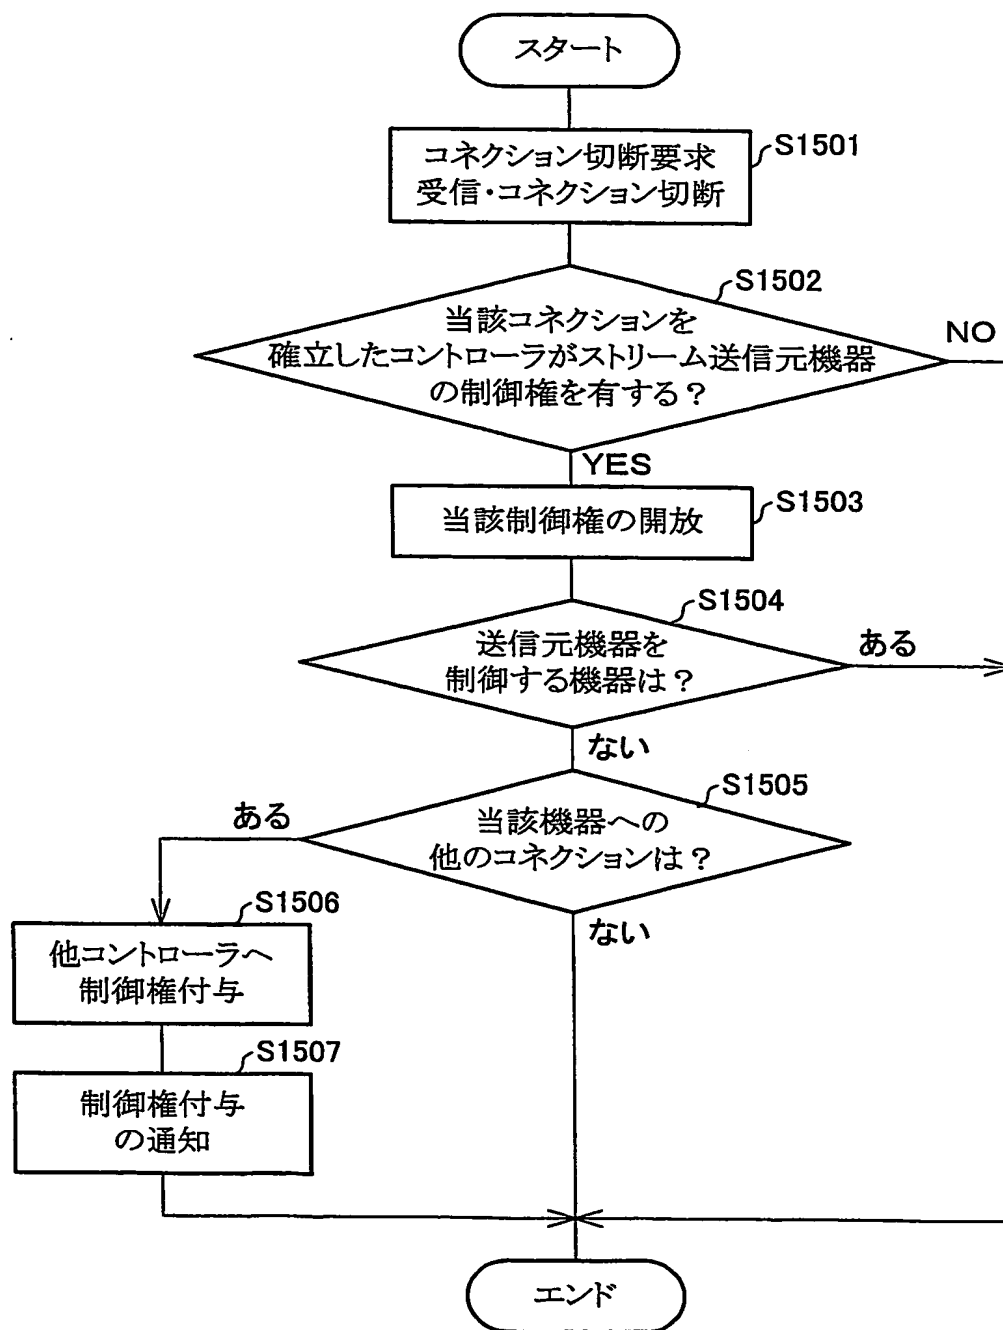 スタート
コネクション切断要求
受信・コネクション切断
S1501
当該コネクションを
確立したコントローラがストリーム送信元機器
の制御権を有する？
S1502
NO
YES
当該制御権の開放
S1503
送信元機器を
制御する機器は？
S1504
ある
ない
当該機器への
他のコネクションは？
S1505
ある
ない
他コントローラへ
制御権付与
S1506
制御権付与
の通知
S1507
エンド